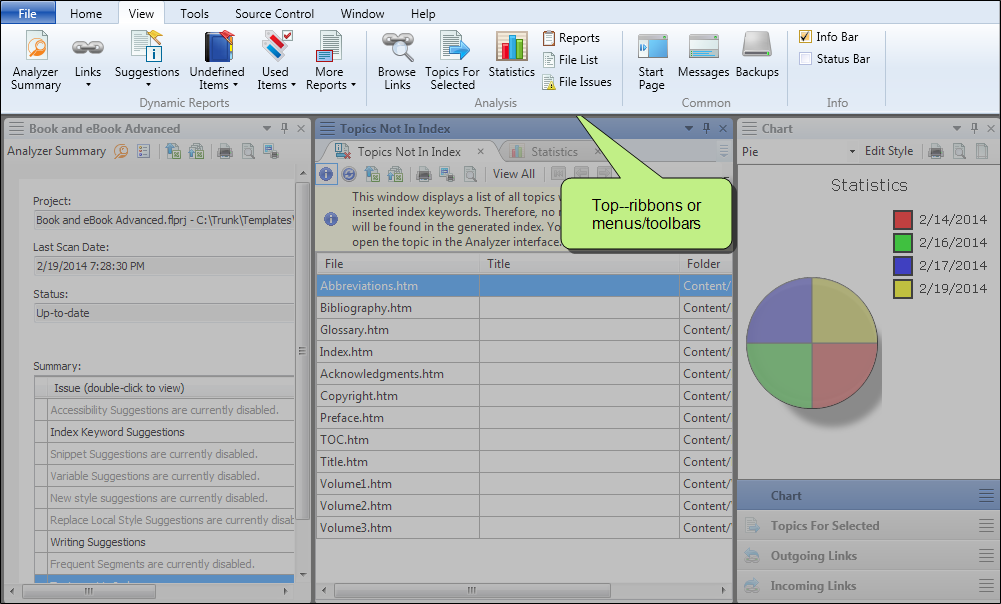 File Home View Tools Source Control Window Help
Analyzer Summary
Links
Suggestions
Undefined Items
Used Items
More Reports
Dynamic Reports
Browse Links
Topics For Selected
Statistics
Reports
File List
File Issues
Analysis
Start Page
Messages
Backups
Common
Info Bar
Status Bar
Info
Book and eBook Advanced
Analyzer Summary
Project:
Book and eBook Advanced.flprj - C:\Trunk\Templates\
Last Scan Date:
2/19/2014 7:28:30 PM
Status:
Up-to-date
Summary:
Issue (double-click to view)
Accessibility Suggestions are currently disabled.
Index Keyword Suggestions
Snippet Suggestions are currently disabled.
Variable Suggestions are currently disabled.
New style suggestions are currently disabled.
Replace Local Style Suggestions are currently disab
Writing Suggestions
Frequent Segments are currently disabled.
Topics Not In Index
Topics Not In Index
Statistics
View All
This window displays a list of all topics
inserted index keywords. Therefore, no
will be found in the generated index. Yo
open the topic in the Analyzer interface.
Top--ribbons or
menus/toolbars
File Title Folder
Abbreviations.htm Content/
Bibliography.htm Content/
Glossary.htm Content/
Index.htm Content/
Acknowledgments.htm Content/
Copyright.htm Content/
Preface.htm Content/
TOC.htm Content/
Title.htm Content/
Volume1.htm Content/
Volume2.htm Content/
Volume3.htm Content/
Chart
Pie Edit Style
Statistics
2/14/2014
2/16/2014
2/17/2014
2/19/2014
Chart
Topics For Selected
Outgoing Links
Incoming Links